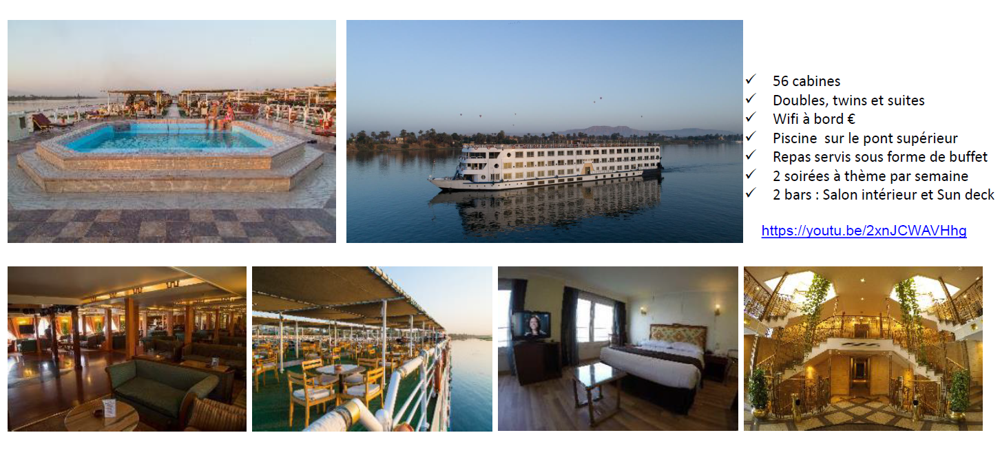 ✓ 56 cabines
✓ Doubles, twins et suites
✓ Wifi à bord €
✓ Piscine  sur le pont supérieur
✓ Repas servis sous forme de buffet
✓ 2 soirées à thème par semaine
✓ 2 bars : Salon intérieur et Sun deck
https://youtu.be/2xnJCWAVHhg